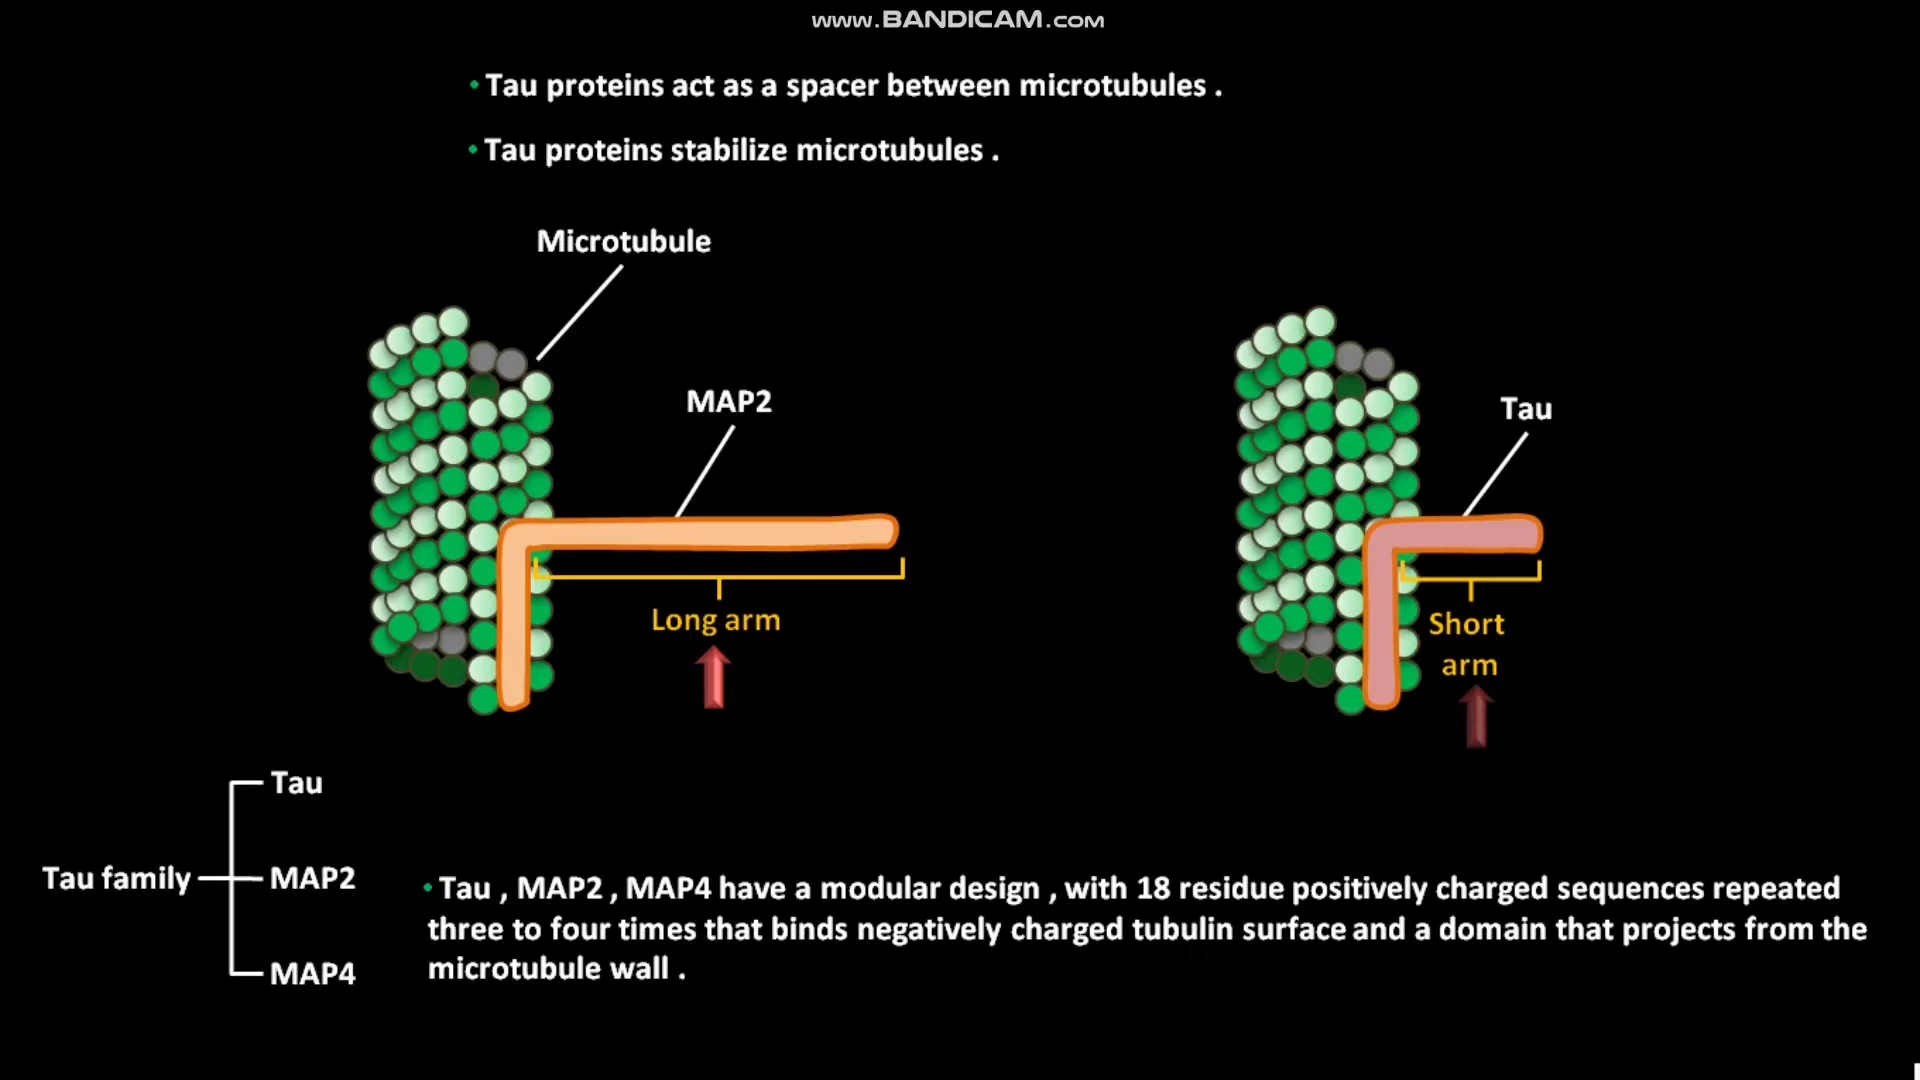 www.BANDICAM.com
• Tau proteins act as a spacer between microtubules .
• Tau proteins stabilize microtubules .
Microtubule
MAP2
Tau
Long arm
Short
arm
Tau
Tau family
MAP2
MAP4
• Tau , MAP2 , MAP4 have a modular design , with 18 residue positively charged sequences repeated
three to four times that binds negatively charged tubulin surface and a domain that projects from the
microtubule wall .